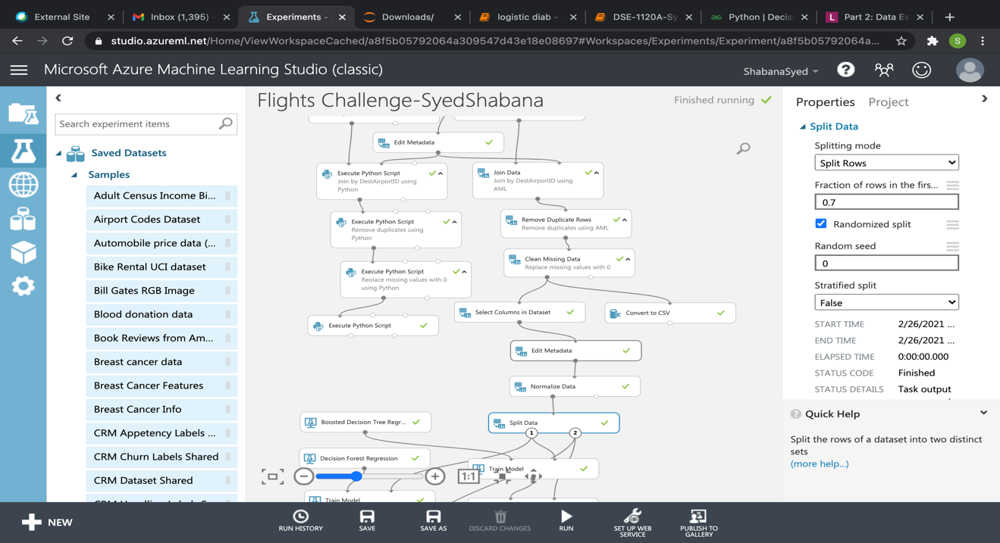 External Site
Inbox (1,395) -
Experiments -
Downloads/
logistic diab -
DSE-1120A-Sy
Python | Decis
L
Part 2: Data Ex
studio.azureml.net/Home/ViewWorkspaceCached/a8f5b05792064a309547d43e18e08697#Workspaces/Experiments/Experiment/a8f5b05792064a...
S
Microsoft Azure Machine Learning Studio (classic)
ShabanaSyed
?
Search experiment items
Saved Datasets
Samples
Adult Census Income Bi...
Airport Codes Dataset
Automobile price data (...
Bike Rental UCI dataset
Bill Gates RGB Image
Blood donation data
Book Reviews from Am...
Breast cancer data
Breast Cancer Features
Breast Cancer Info
CRM Appetency Labels ...
CRM Churn Labels Shared
CRM Dataset Shared
Flights Challenge-SyedShabana
Finished running
Edit Metadata
Execute Python Script
Join by DestAirportID using
Python
Join Data
Join by DestAirportID using
AML
Execute Python Script
Remove duplicates using
Python
Remove Duplicate Rows
Remove duplicates using AML
Execute Python Script
Reolace missing values with 0
using Python
Clean Missing Data
Replace missing values with 0
Execute Python Script
Select Columns in Dataset
Convert to CSV
Edit Metadata
Normalize Data
Boosted Decision Tree Regr...
Split Data
1
2
Decision Forest Regression
Train Model
1:1
Train Model
Properties
Project
Split Data
Splitting mode
Split Rows
Fraction of rows in the firs...
0.7
Randomized split
Random seed
0
Stratified split
False
START TIME 2/26/2021 ...
END TIME 2/26/2021 ...
ELAPSED TIME 0:00:00.000
STATUS CODE Finished
STATUS DETAILS Task output
? Quick Help
Split the rows of a dataset into two distinct
sets
(more help...)
NEW
RUN HISTORY
SAVE
SAVE AS
DISCARD CHANGES
RUN
SET UP WEB
SERVICE
PUBLISH TO
GALLERY